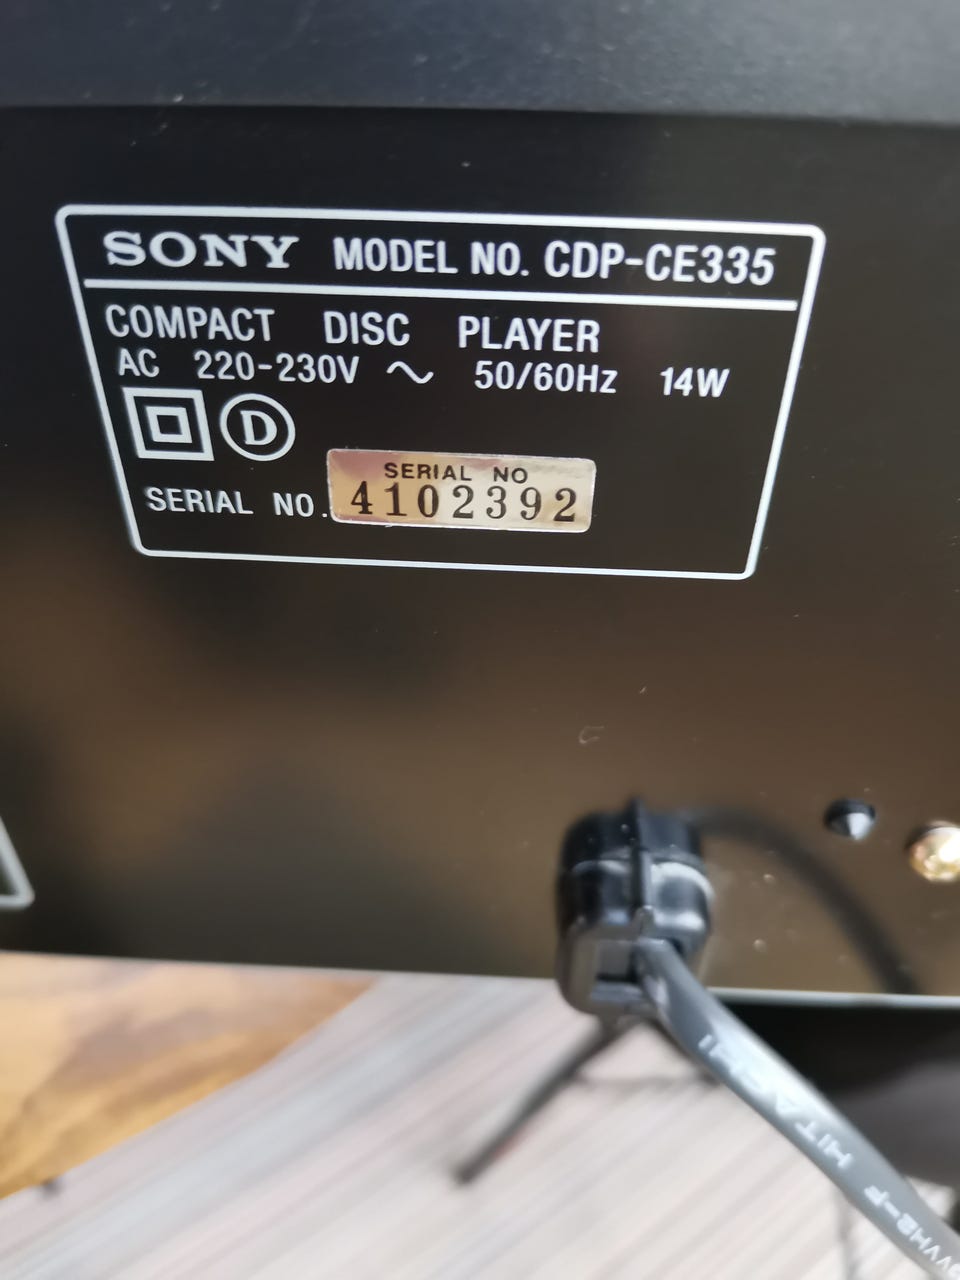 SONY MODEL NO. CDP-CE335
COMPACT DISC PLAYER
AC 220-230V ~ 50/60Hz 14W
D
SERIAL NO
SERIAL NO. 4102392
HITACHI